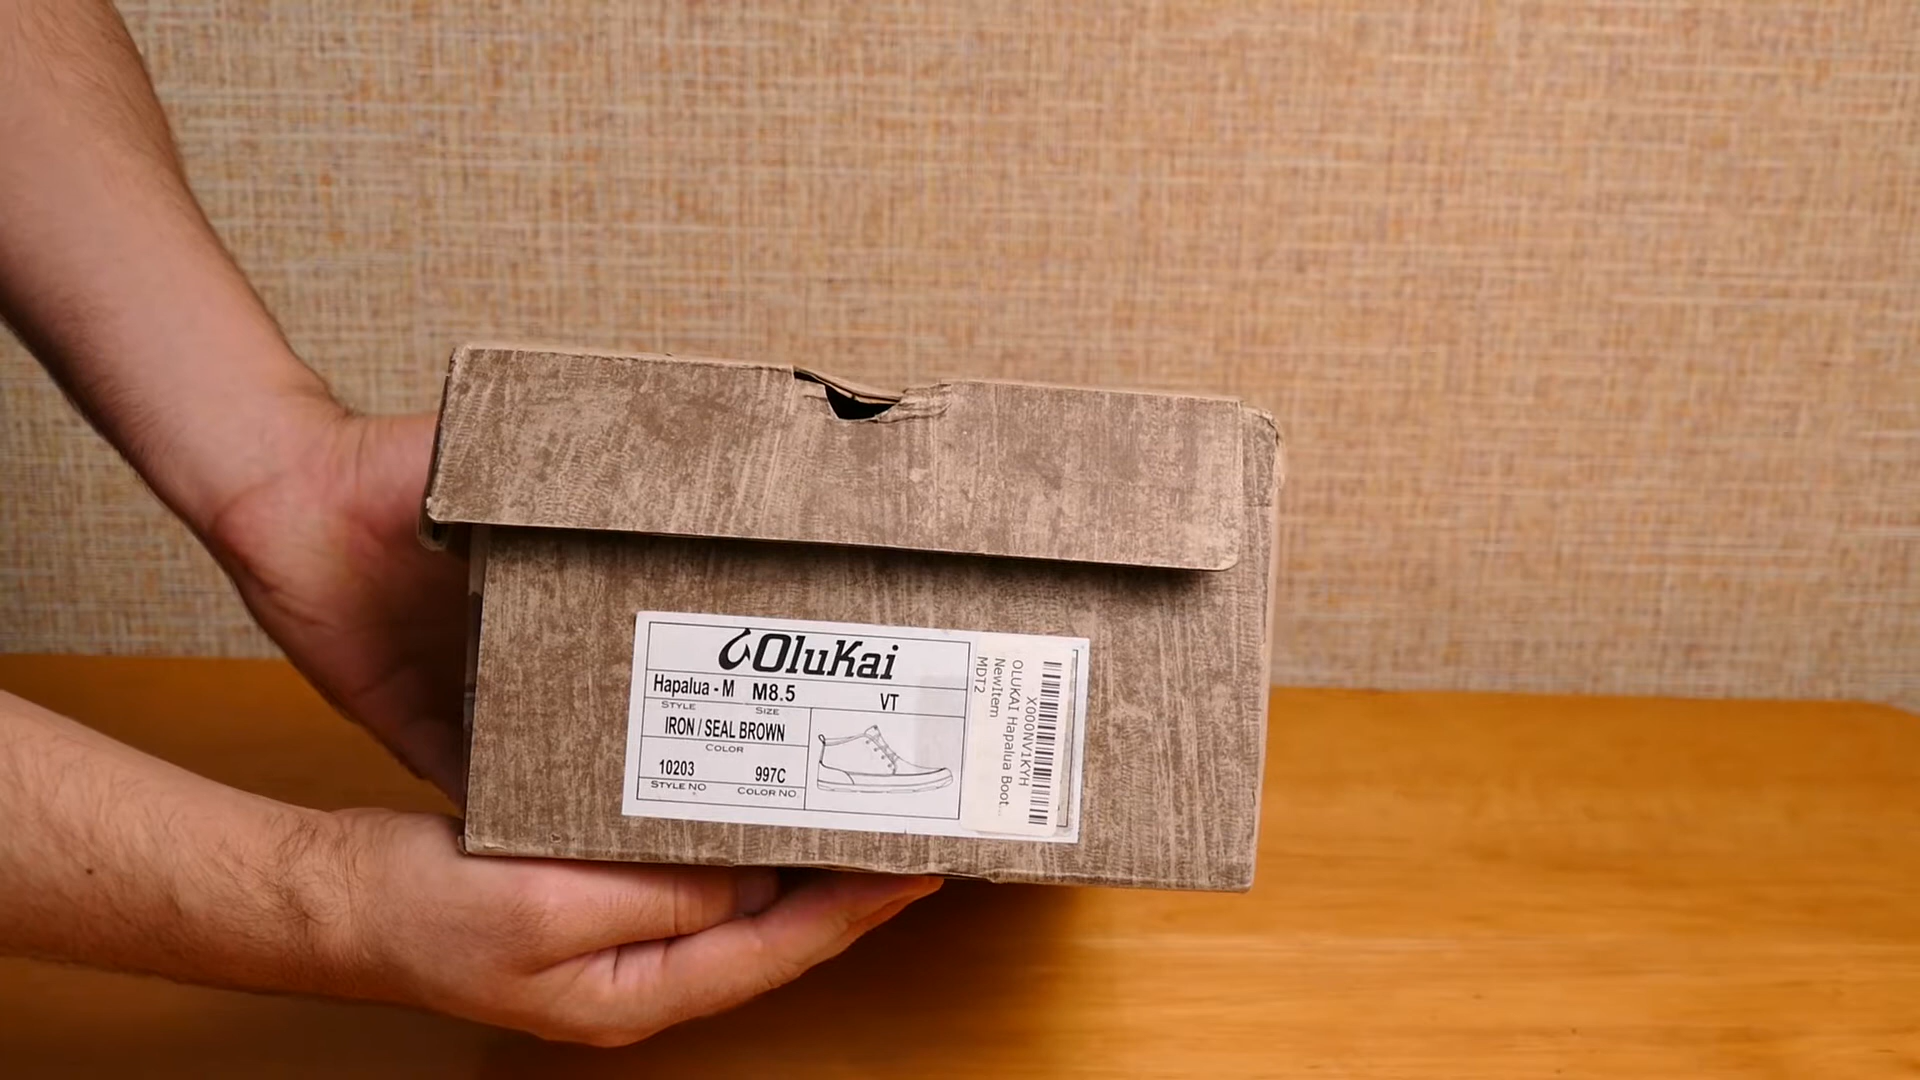 OluKai
Hapalua - M M8.5 VT
STYLE SIZE
IRON / SEAL BROWN
COLOR
10203 997C
STYLE NO COLOR NO
X000NV1KYH
OLUKAI Hapalua Boot...
NewItem
MDT2